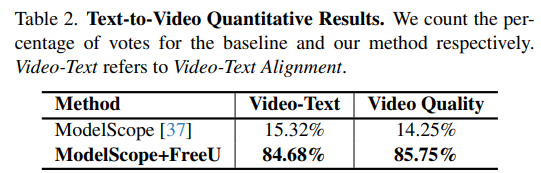 Table 2. Text-to-Video Quantitative Results. We count the per-
centage of votes for the baseline and our method respectively.
Video-Text refers to Video-Text Alignment.
Method Video-Text Video Quality
ModelScope [37] 15.32% 14.25%
ModelScope+FreeU 84.68% 85.75%